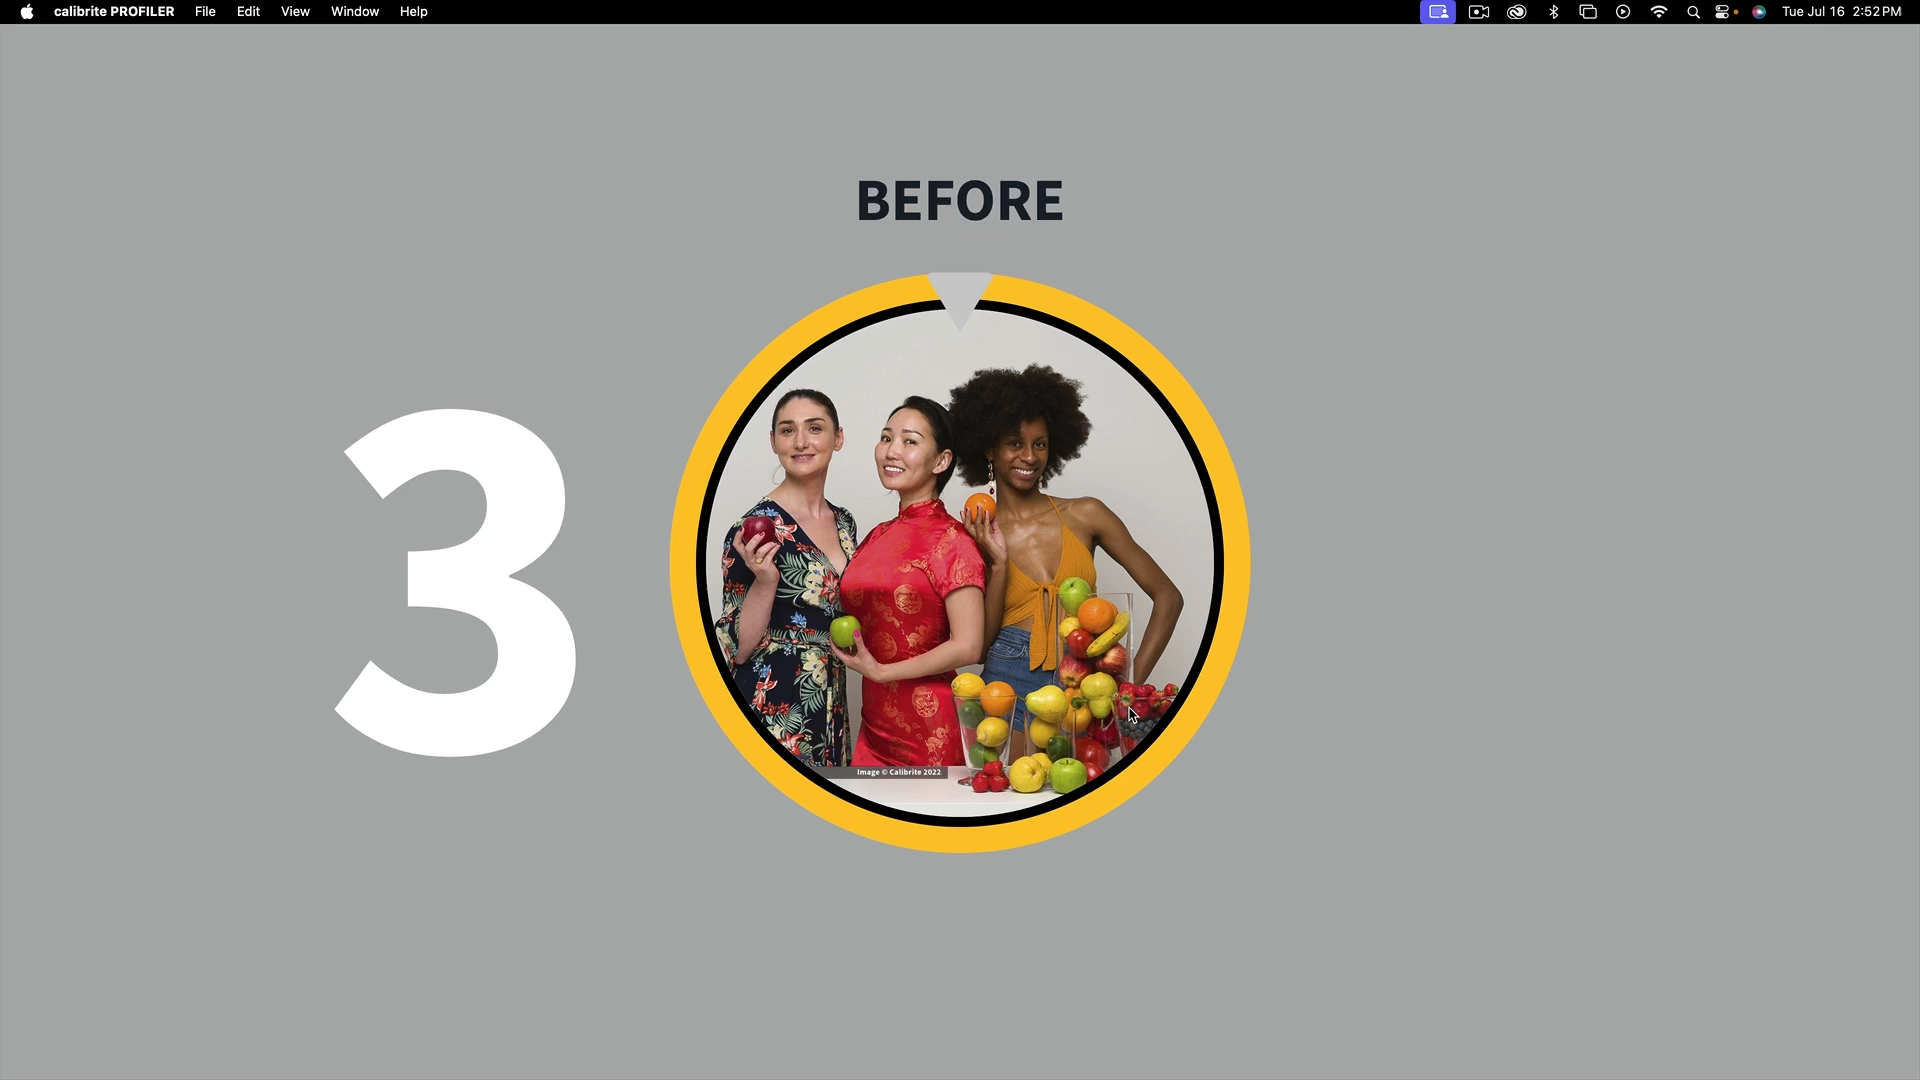 calibrite PROFILER File Edit View Window Help Tue Jul 16 2:52 PM
BEFORE
3
Image © Calibrite 2022